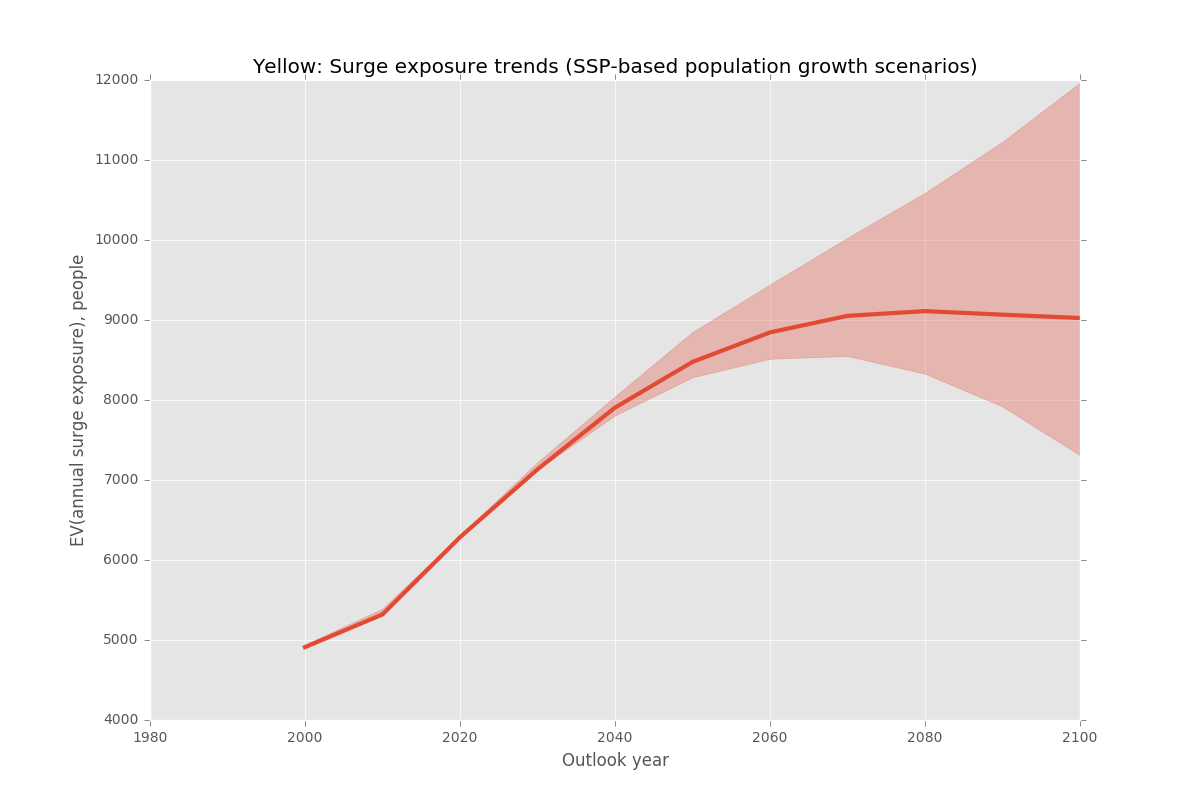 Yellow: Surge exposure trends (SSP-based population growth scenarios)
12000
11000
10000
9000
8000
7000
6000
5000
4000
EV(annual surge exposure), people
1980 2000 2020 2040 2060 2080 2100
Outlook year